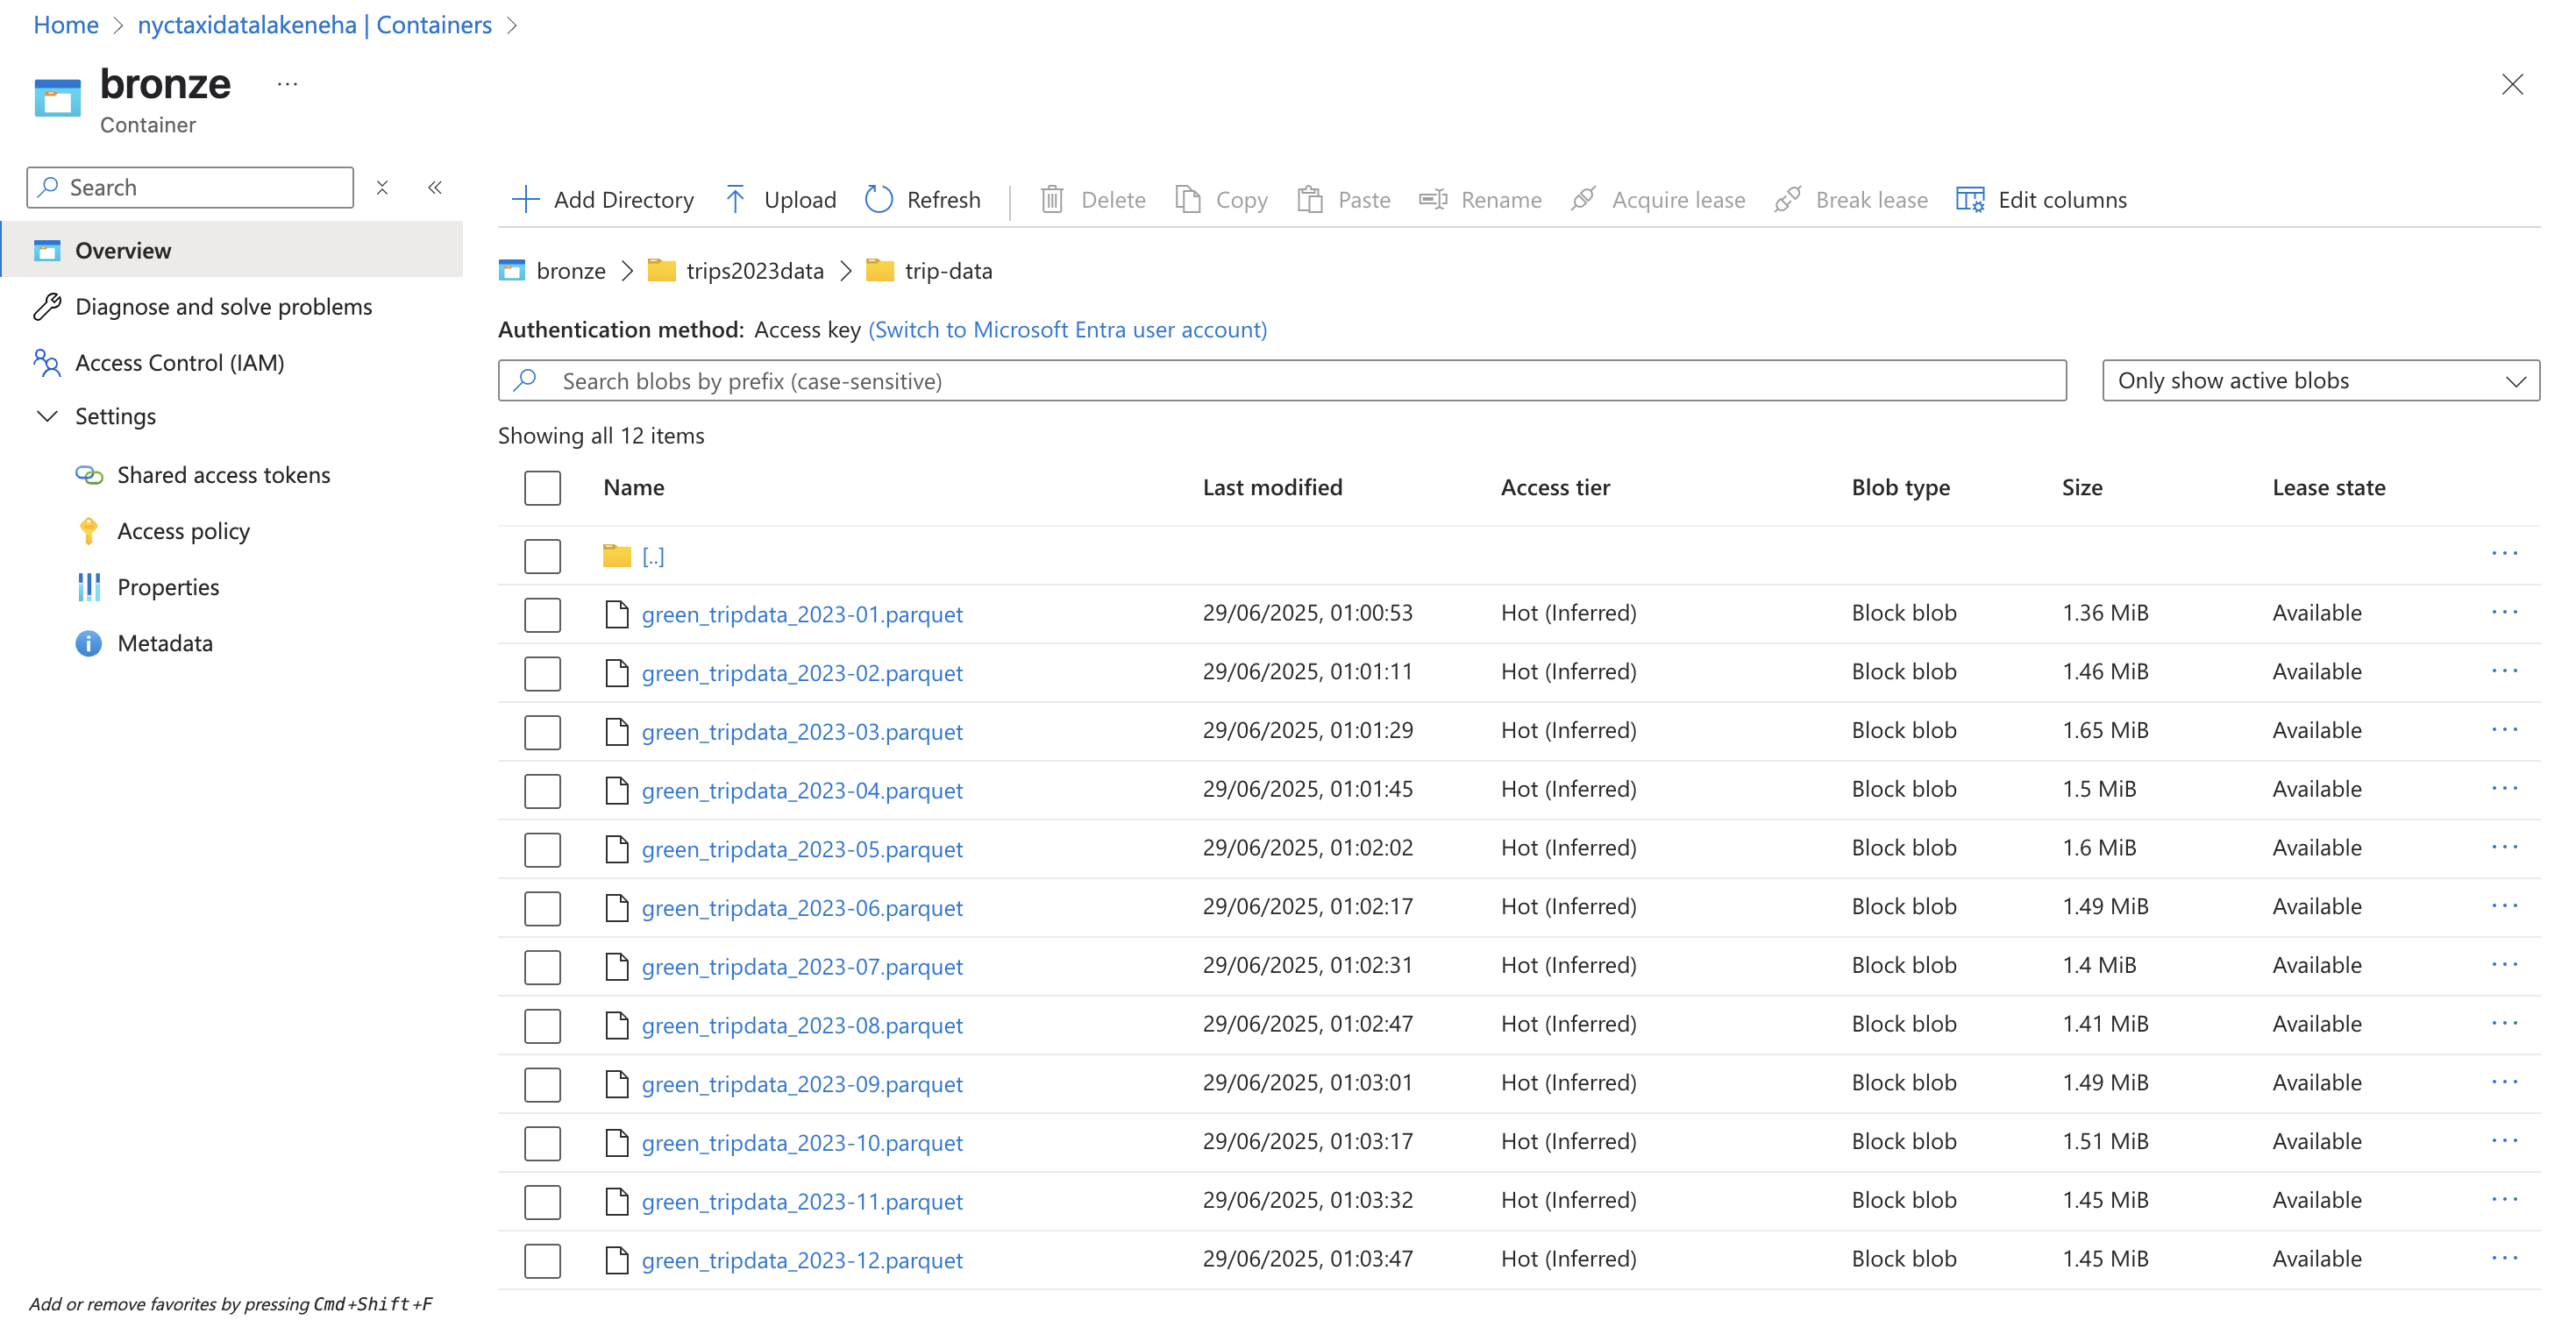 Home > nyctaxidatalakeneha | Containers >
bronze ...
Container
Search
Overview
Diagnose and solve problems
Access Control (IAM)
Settings
Shared access tokens
Access policy
Properties
Metadata
Add or remove favorites by pressing Cmd+Shift+F
Add Directory Upload Refresh Delete Copy Paste Rename Acquire lease Break lease Edit columns
bronze > trips2023data > trip-data
Authentication method: Access key (Switch to Microsoft Entra user account)
Search blobs by prefix (case-sensitive) Only show active blobs
Showing all 12 items
Name Last modified Access tier Blob type Size Lease state
[..] ...
green_tripdata_2023-01.parquet 29/06/2025, 01:00:53 Hot (Inferred) Block blob 1.36 MiB Available ...
green_tripdata_2023-02.parquet 29/06/2025, 01:01:11 Hot (Inferred) Block blob 1.46 MiB Available ...
green_tripdata_2023-03.parquet 29/06/2025, 01:01:29 Hot (Inferred) Block blob 1.65 MiB Available ...
green_tripdata_2023-04.parquet 29/06/2025, 01:01:45 Hot (Inferred) Block blob 1.5 MiB Available ...
green_tripdata_2023-05.parquet 29/06/2025, 01:02:02 Hot (Inferred) Block blob 1.6 MiB Available ...
green_tripdata_2023-06.parquet 29/06/2025, 01:02:17 Hot (Inferred) Block blob 1.49 MiB Available ...
green_tripdata_2023-07.parquet 29/06/2025, 01:02:31 Hot (Inferred) Block blob 1.4 MiB Available ...
green_tripdata_2023-08.parquet 29/06/2025, 01:02:47 Hot (Inferred) Block blob 1.41 MiB Available ...
green_tripdata_2023-09.parquet 29/06/2025, 01:03:01 Hot (Inferred) Block blob 1.49 MiB Available ...
green_tripdata_2023-10.parquet 29/06/2025, 01:03:17 Hot (Inferred) Block blob 1.51 MiB Available ...
green_tripdata_2023-11.parquet 29/06/2025, 01:03:32 Hot (Inferred) Block blob 1.45 MiB Available ...
green_tripdata_2023-12.parquet 29/06/2025, 01:03:47 Hot (Inferred) Block blob 1.45 MiB Available ...